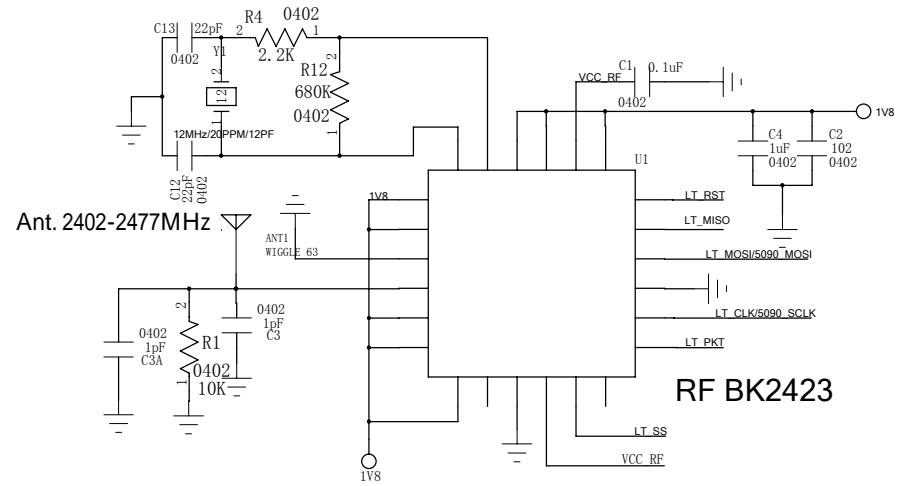 C13
22pF
0402
R4
0402
2
1
2.2K
Y1
2
12
1
R12
680K
0402
2
1
12MHz/20PPM/12PF
C12
22pF
0402
VCC_RF
C1
0.1uF
0402
1V8
C4
1uF
0402
C2
102
0402
U1
Ant. 2402-2477MHz
ANT1
WIGGLE 63
1V8
LT_RST
LT_MISO
LT_MOSI/5090_MOSI
LT_CLK/5090_SCLK
LT_PKT
0402
1pF
C3A
2
R1
1
0402
10K
0402
1pF
C3
RF BK2423
LT_SS
VCC_RF
1V8